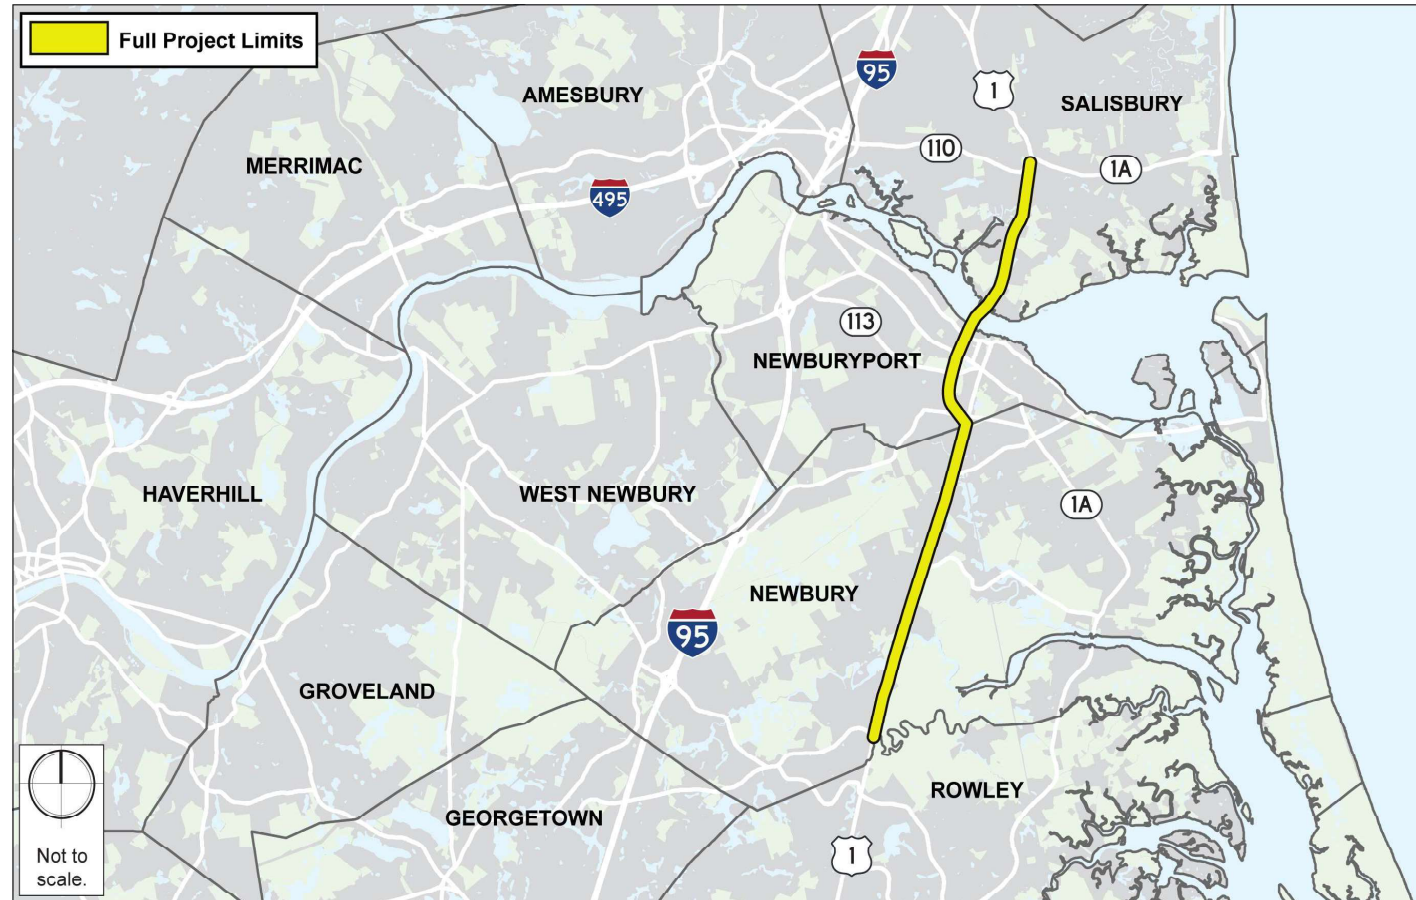 Full Project Limits
95
1
AMESBURY
SALISBURY
110
MERRIMAC
1A
495
113
NEWBURYPORT
HAVERHILL
WEST NEWBURY
1A
NEWBURY
95
GROVELAND
ROWLEY
GEORGETOWN
1
Not to
scale.